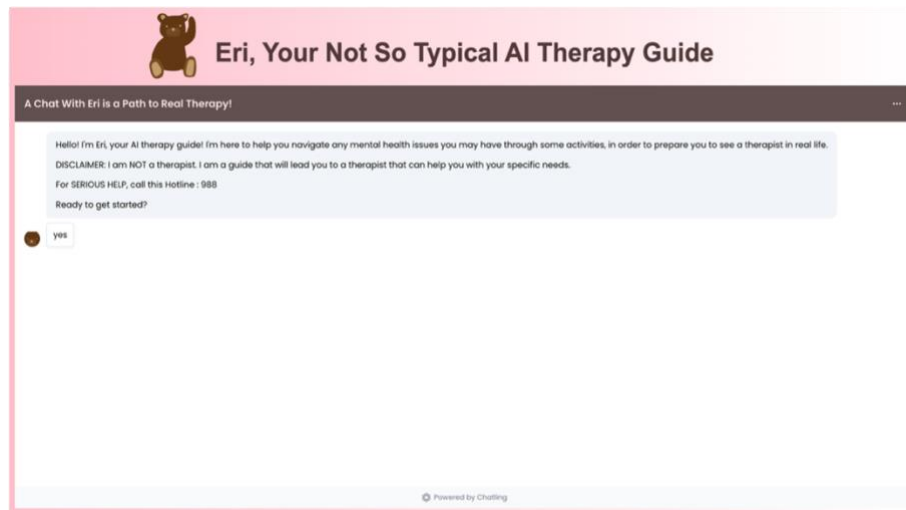 Eri, Your Not So Typical AI Therapy Guide
A Chat With Eri is a Path to Real Therapy!
Hello! I'm Eri, your AI therapy guide! I'm here to help you navigate any mental health issues you may have through some activities, in order to prepare you to see a therapist in real life.
DISCLAIMER: I am NOT a therapist. I am a guide that will lead you to a therapist that can help you with your specific needs.
For SERIOUS HELP, call this Hotline : 988
Ready to get started?
yes
Powered by Chatling